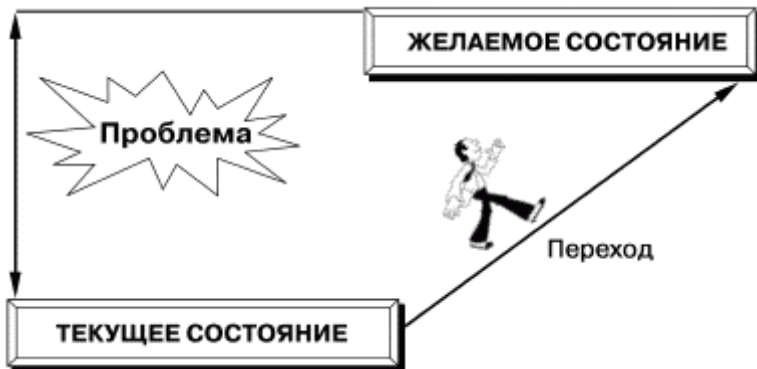 ЖЕЛАЕМОЕ СОСТОЯНИЕ
Проблема
Переход
ТЕКУЩЕЕ СОСТОЯНИЕ